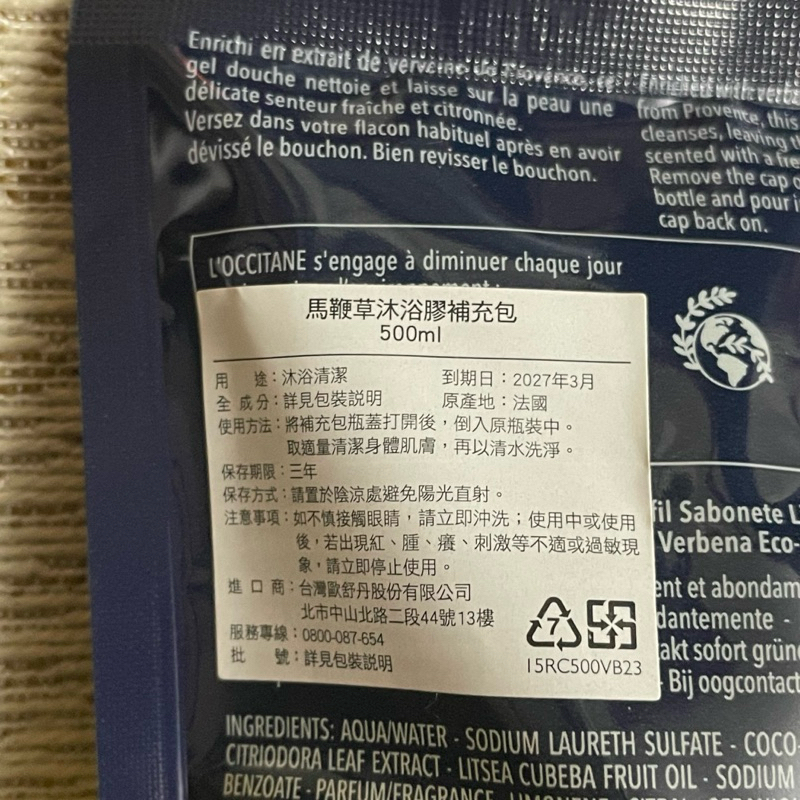 Enrichi en extrait de verveine de Provence, ce
gel douche nettoie et laisse sur la peau une
délicate senteur fraîche et citronnée.
Versez dans votre flacon habituel après en avoir
dévissé le bouchon. Bien revisser le bouchon.
Enriched with
from Provence, this
cleanses, leaving
scented with a
Remove the cap
bottle and pour
cap back on.
L'OCCITANE s'engage à diminuer chaque jour
馬鞭草沐浴膠補充包
500ml
用　途：沐浴清潔　到期日：2027年3月
全 成分：詳見包裝說明　原產地：法國
使用方法：將補充包瓶蓋打開後，倒入原瓶裝中。
取適量清潔身體肌膚，再以清水洗淨。
保存期限：三年
保存方式：請置於陰涼處避免陽光直射。
注意事項：如不慎接觸眼睛，請立即沖洗；使用中或使用
後，若出現紅、腫、癢、刺激等不適或過敏現
象，請立即停止使用。
進 口 商：台灣歐舒丹股份有限公司
北市中山北路二段44號13樓
服務專線：0800-087-654
批　號：詳見包裝說明
7
15RC500VB23
fil Sabonete
Verbena Eco-
ent et abondam
dantemente -
akt sofort grün
- Bij oogcontact
INGREDIENTS: AQUA/WATER - SODIUM LAURETH SULFATE - COCO-
CITRIODORA LEAF EXTRACT - LITSEA CUBEBA FRUIT OIL - SODIUM
BENZOATE - PARFUM/FRAGRANCE